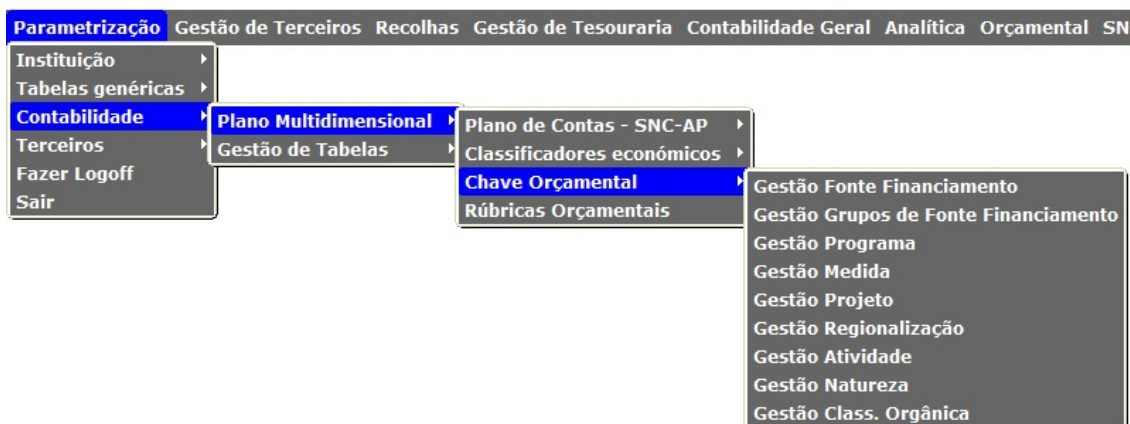 Parametrização Gestão de Terceiros Recolhas Gestão de Tesouraria Contabilidade Geral Analítica Orçamental SN
Instituição
Tabelas genéricas
Contabilidade
Terceiros
Fazer Logoff
Sair
Plano Multidimensional
Gestão de Tabelas
Plano de Contas - SNC-AP
Classificadores económicos
Chave Orçamental
Rúbricas Orçamentais
Gestão Fonte Financiamento
Gestão Grupos de Fonte Financiamento
Gestão Programa
Gestão Medida
Gestão Projeto
Gestão Regionalização
Gestão Atividade
Gestão Natureza
Gestão Class. Orgânica